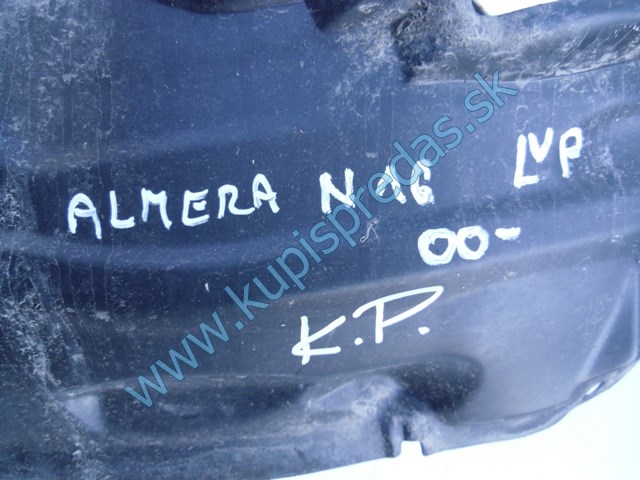 ALMERA N16 LVP
00-
K.P.
www.kupispredas.sk